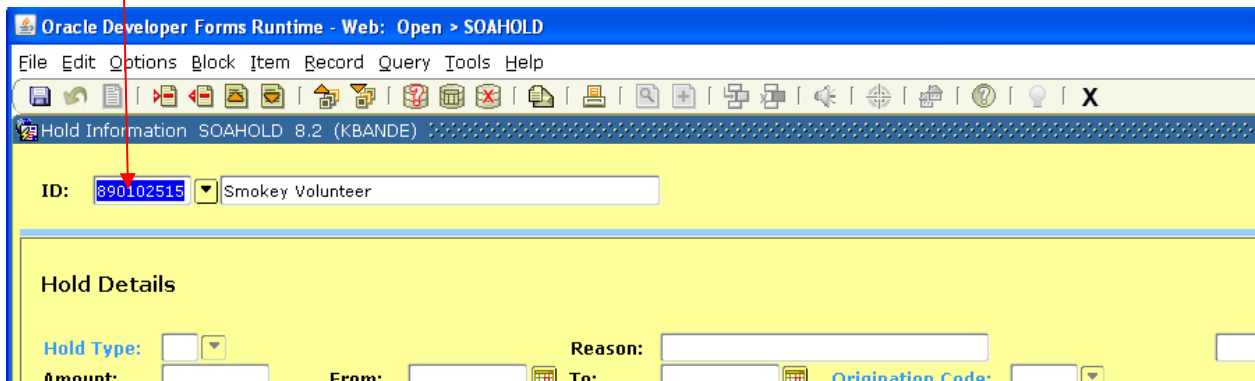 Oracle Developer Forms Runtime - Web: Open > SOAHOLD
File Edit Options Block Item Record Query Tools Help
X
Hold Information SOAHOLD 8.2 (KBANDE)
ID: 890102515 Smokey Volunteer
Hold Details
Hold Type: Reason:
Amount: From: To: Origination Code: